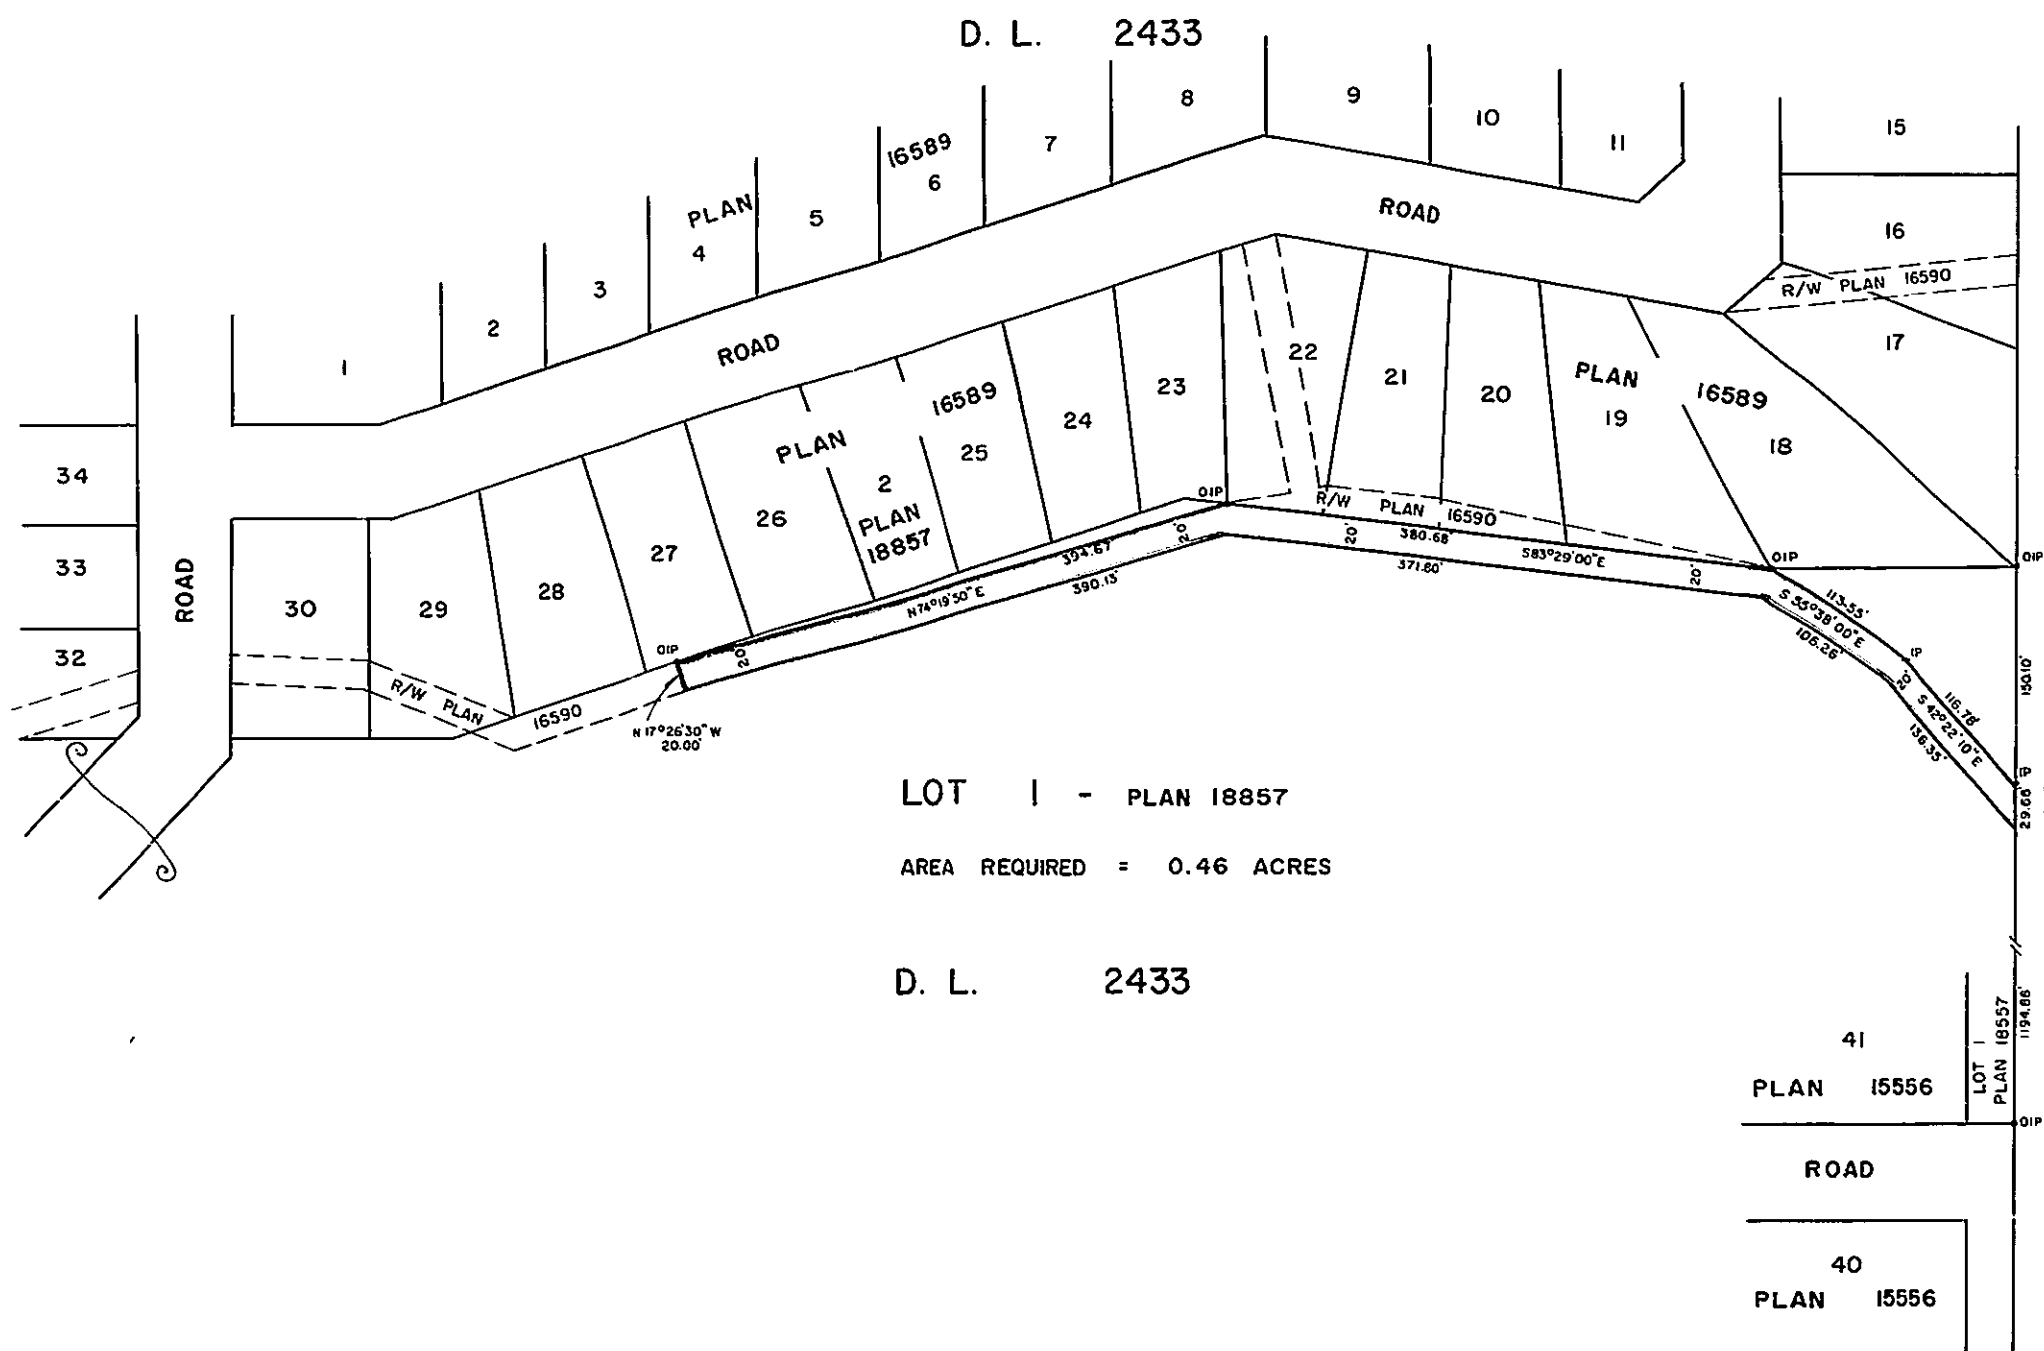 D. L. 2433
8
9
10
11
15
7
16589
6
PLAN
4
5
ROAD
16
3
R/W PLAN 16590
2
1
ROAD
17
22
21
20
PLAN 16589
19
18
23
24
16589
25
PLAN
2
PLAN
18857
26
27
28
29
30
34
33
32
ROAD
OIP
R/W PLAN 16590
20'
380.68'
S83°29'00"E
371.80'
20'
OIP
OIP
394.67'
20'
N74°19'50"E
390.13'
OIP
20'
113.55'
S 55°38'00"E
106.26'
IP
20'
150.10'
116.78'
S 42°22'10"E
136.35'
IP
29.66'
R/W PLAN 16590
N 17°26'30" W
20.00'
LOT 1 - PLAN 18857
AREA REQUIRED = 0.46 ACRES
D. L. 2433
41
PLAN 15556
LOT 1
PLAN 18557
1194.86'
OIP
ROAD
40
PLAN 15556